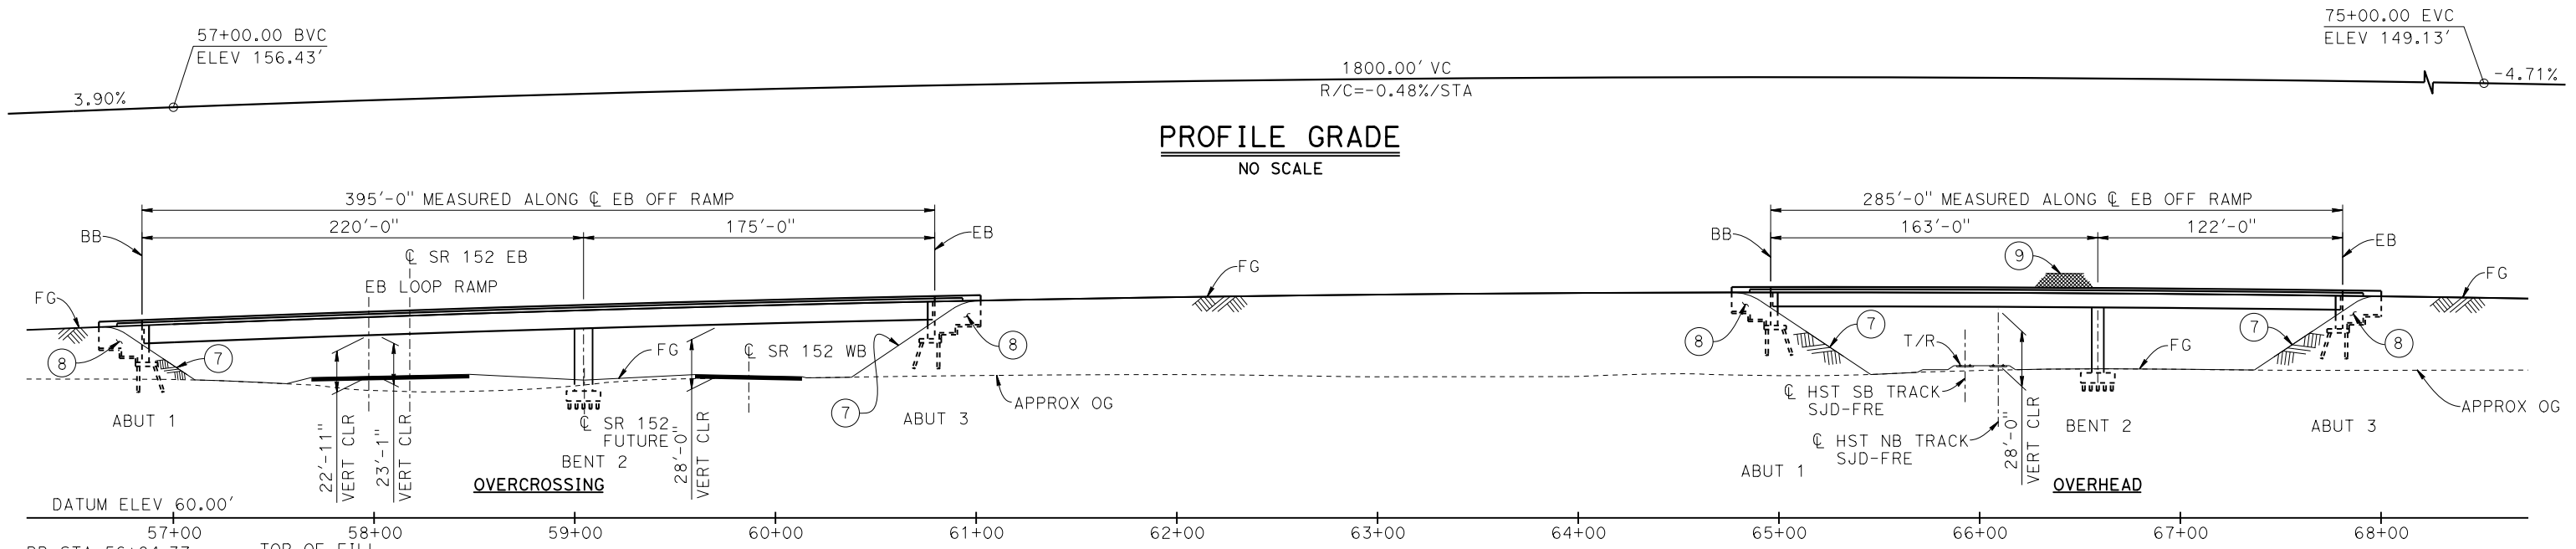 57+00.00 BVC
ELEV 156.43'
75+00.00 EVC
ELEV 149.13'
3.90%
1800.00' VC
R/C=-0.48%/STA
-4.71%
PROFILE GRADE
NO SCALE
395'-0" MEASURED ALONG ℄ EB OFF RAMP
285'-0" MEASURED ALONG ℄ EB OFF RAMP
BB
220'-0"
175'-0"
EB
BB
163'-0"
122'-0"
EB
℄ SR 152 EB
EB LOOP RAMP
FG
FG
9
FG
8
7
FG
℄ SR 152 WB
8
8
7
T/R
FG
7
8
ABUT 1
22'-11"
VERT CLR
23'-1"
VERT CLR
℄ SR 152
FUTURE
BENT 2
28'-0"
VERT CLR
7
ABUT 3
APPROX OG
℄ HST SB TRACK
SJD-FRE
℄ HST NB TRACK
SJD-FRE
28'-0"
VERT CLR
BENT 2
ABUT 3
APPROX OG
ABUT 1
OVERCROSSING
OVERHEAD
DATUM ELEV 60.00'
57+00
58+00
59+00
60+00
61+00
62+00
63+00
64+00
65+00
66+00
67+00
68+00
TOP OF FILL